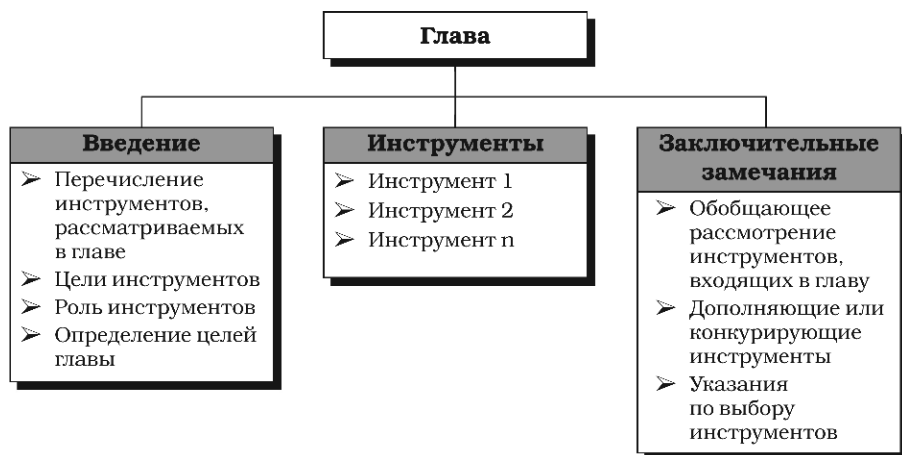 Глава
Введение
Перечисление
инструментов,
рассматриваемых
в главе
Цели инструментов
Роль инструментов
Определение целей
главы
Инструменты
Инструмент 1
Инструмент 2
Инструмент n
Заключительные
замечания
Обобщающее
рассмотрение
инструментов,
входящих в главу
Дополняющие или
конкурирующие
инструменты
Указания
по выбору
инструментов